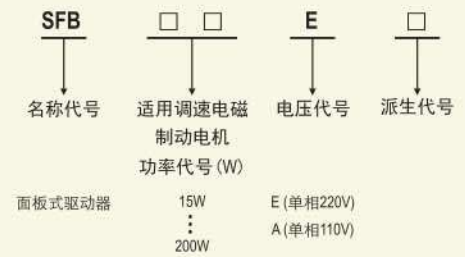 SFB □ □ E □
名称代号 适用调速电磁 电压代号 派生代号
制动电机
功率代号(W)
面板式驱动器 15W E(单相220V)
⋮ A(单相110V)
200W